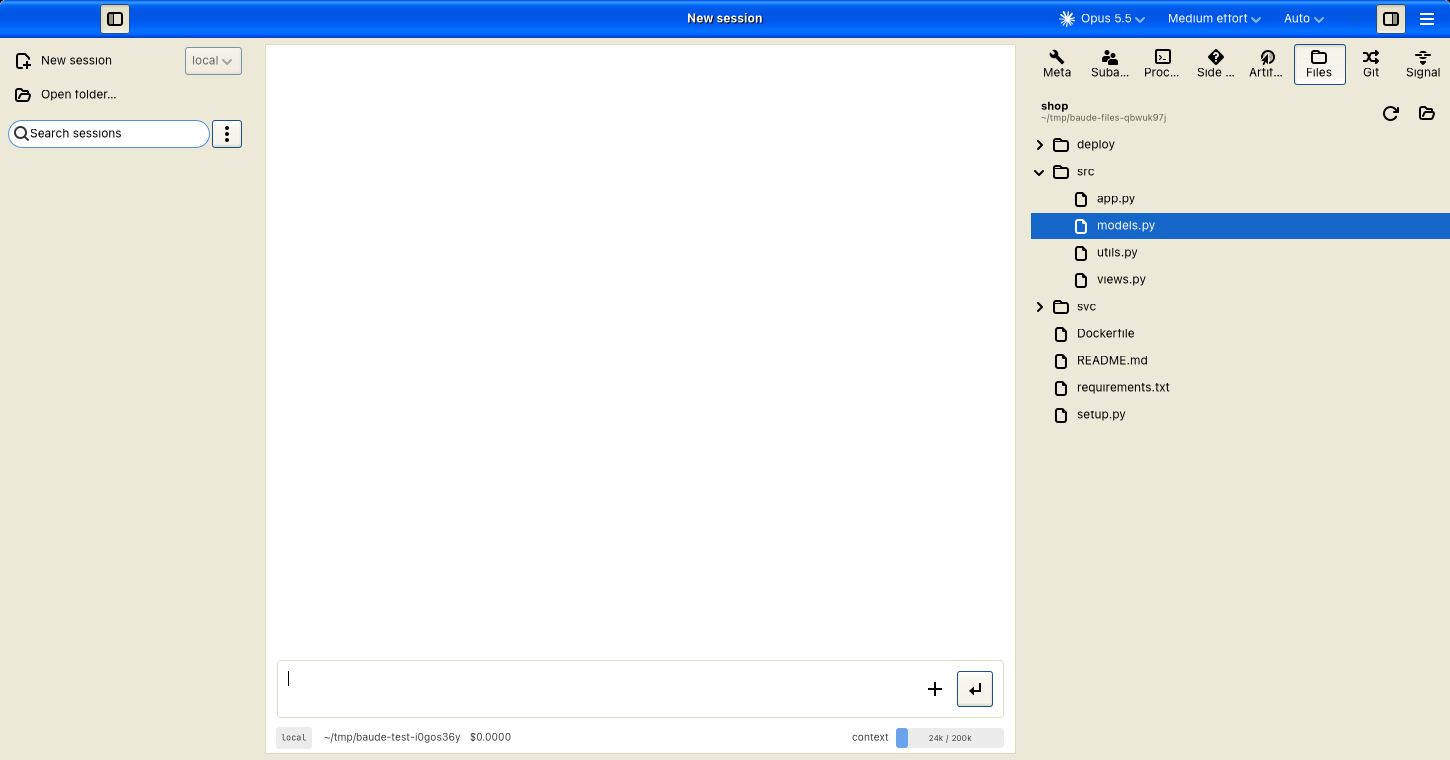 New session
Opus 5.5
Medium effort
Auto
New session
local
Open folder...
Search sessions
Meta
Suba...
Proc...
Side ...
Artif...
Files
Git
Signal
shop
~/tmp/baude-files-qbwuk97j
deploy
src
app.py
models.py
utils.py
views.py
svc
Dockerfile
README.md
requirements.txt
setup.py
local
~/tmp/baude-test-i0gos36y
$0.0000
context
24k / 200k